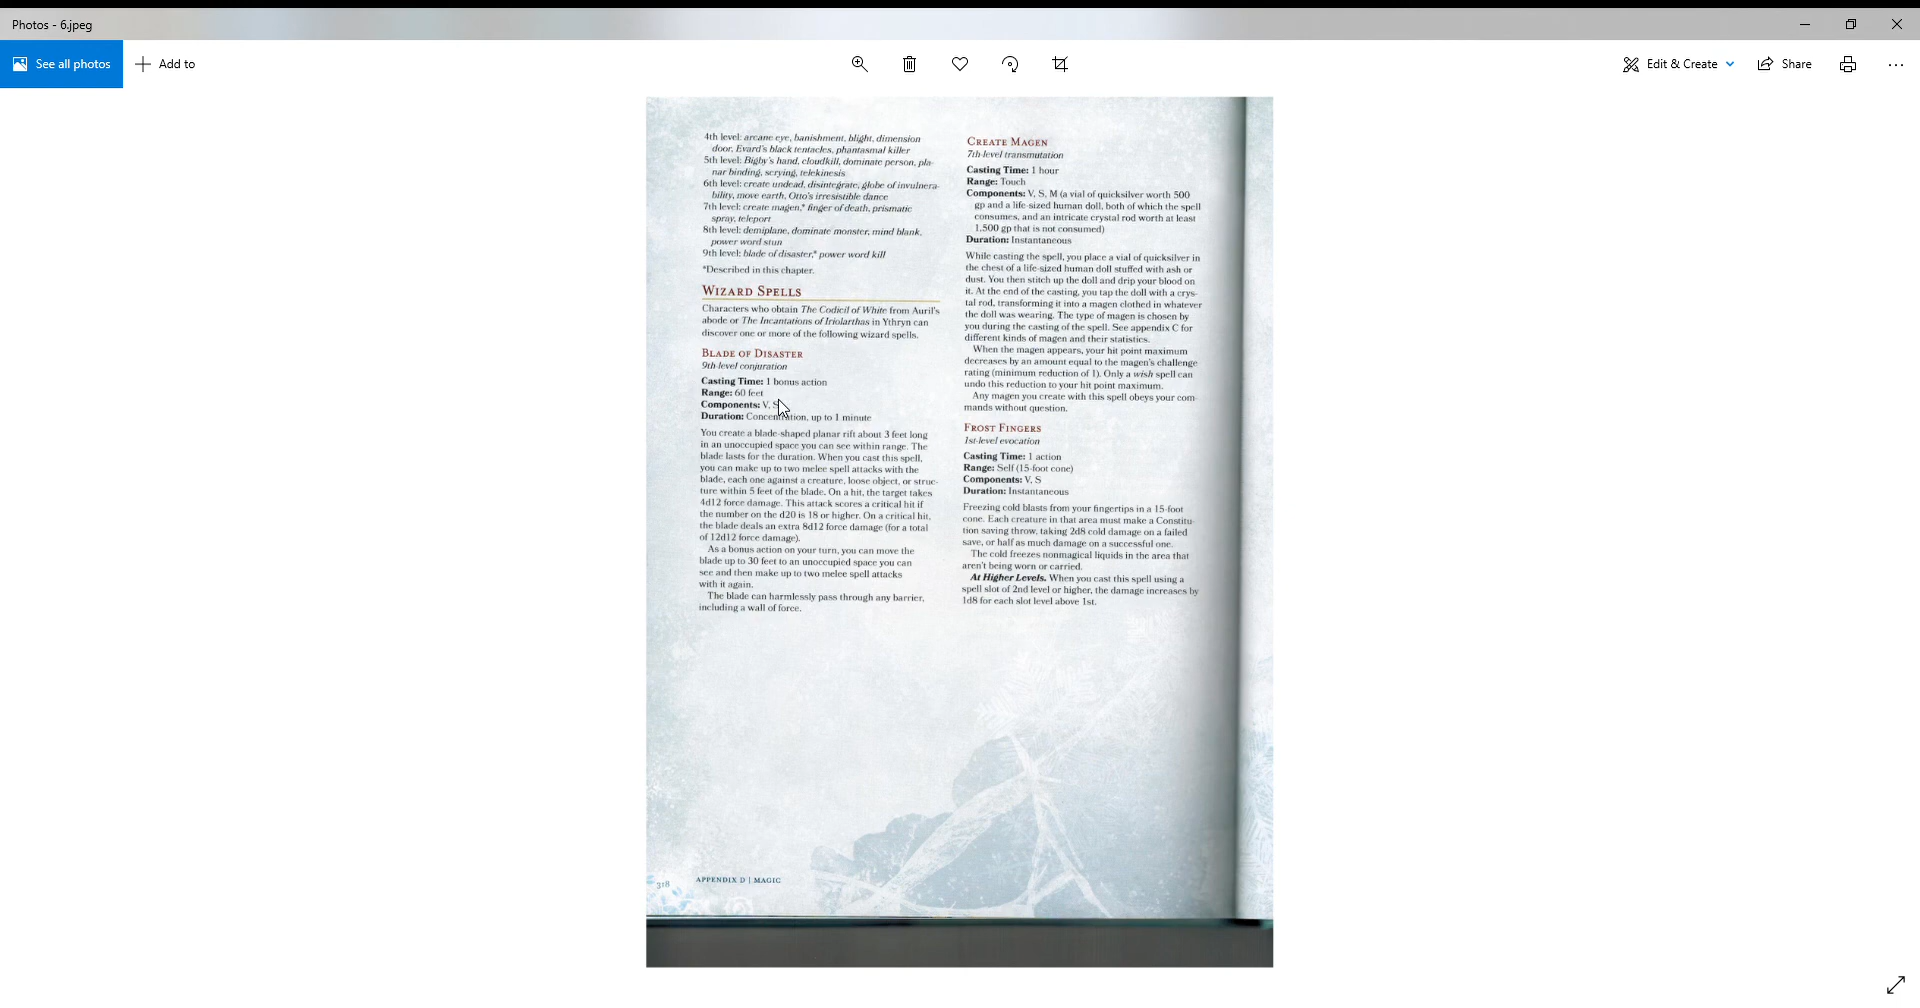 Photos - 6.jpeg
See all photos
Add to
Edit & Create
Share
4th level: arcane eye, banishment, blight, dimension
door, Evard's black tentacles, phantasmal killer
5th level: Bigby's hand, cloudkill, dominate person, pla-
nar binding, scrying, telekinesis
6th level: create undead, disintegrate, globe of invulnera-
bility, move earth, Otto's irresistible dance
7th level: create magen,* finger of death, prismatic
spray, teleport
8th level: demiplane, dominate monster, mind blank,
power word stun
9th level: blade of disaster,* power word kill
*Described in this chapter.
WIZARD SPELLS
Characters who obtain The Codicil of White from Auril's
abode or The Incantations of Iriolarthas in Ythryn can
discover one or more of the following wizard spells.
BLADE OF DISASTER
9th-level conjuration
Casting Time: 1 bonus action
Range: 60 feet
Components: V, S
Duration: Concentration, up to 1 minute
You create a blade-shaped planar rift about 3 feet long
in an unoccupied space you can see within range. The
blade lasts for the duration. When you cast this spell,
you can make up to two melee spell attacks with the
blade, each one against a creature, loose object, or struc-
ture within 5 feet of the blade. On a hit, the target takes
4d12 force damage. This attack scores a critical hit if
the number on the d20 is 18 or higher. On a critical hit,
the blade deals an extra 8d12 force damage (for a total
of 12d12 force damage).
As a bonus action on your turn, you can move the
blade up to 30 feet to an unoccupied space you can
see and then make up to two melee spell attacks
with it again.
The blade can harmlessly pass through any barrier,
including a wall of force.
CREATE MAGEN
7th-level transmutation
Casting Time: 1 hour
Range: Touch
Components: V, S, M (a vial of quicksilver worth 500
gp and a life-sized human doll, both of which the spell
consumes, and an intricate crystal rod worth at least
1,500 gp that is not consumed)
Duration: Instantaneous
While casting the spell, you place a vial of quicksilver in
the chest of a life-sized human doll stuffed with ash or
dust. You then stitch up the doll and drip your blood on
it. At the end of the casting, you tap the doll with a crys-
tal rod, transforming it into a magen clothed in whatever
the doll was wearing. The type of magen is chosen by
you during the casting of the spell. See appendix C for
different kinds of magen and their statistics.
When the magen appears, your hit point maximum
decreases by an amount equal to the magen's challenge
rating (minimum reduction of 1). Only a wish spell can
undo this reduction to your hit point maximum.
Any magen you create with this spell obeys your com-
mands without question.
FROST FINGERS
1st-level evocation
Casting Time: 1 action
Range: Self (15-foot cone)
Components: V, S
Duration: Instantaneous
Freezing cold blasts from your fingertips in a 15-foot
cone. Each creature in that area must make a Constitu-
tion saving throw, taking 2d8 cold damage on a failed
save, or half as much damage on a successful one.
The cold freezes nonmagical liquids in the area that
aren't being worn or carried.
At Higher Levels. When you cast this spell using a
spell slot of 2nd level or higher, the damage increases by
1d8 for each slot level above 1st.
318
APPENDIX D | MAGIC